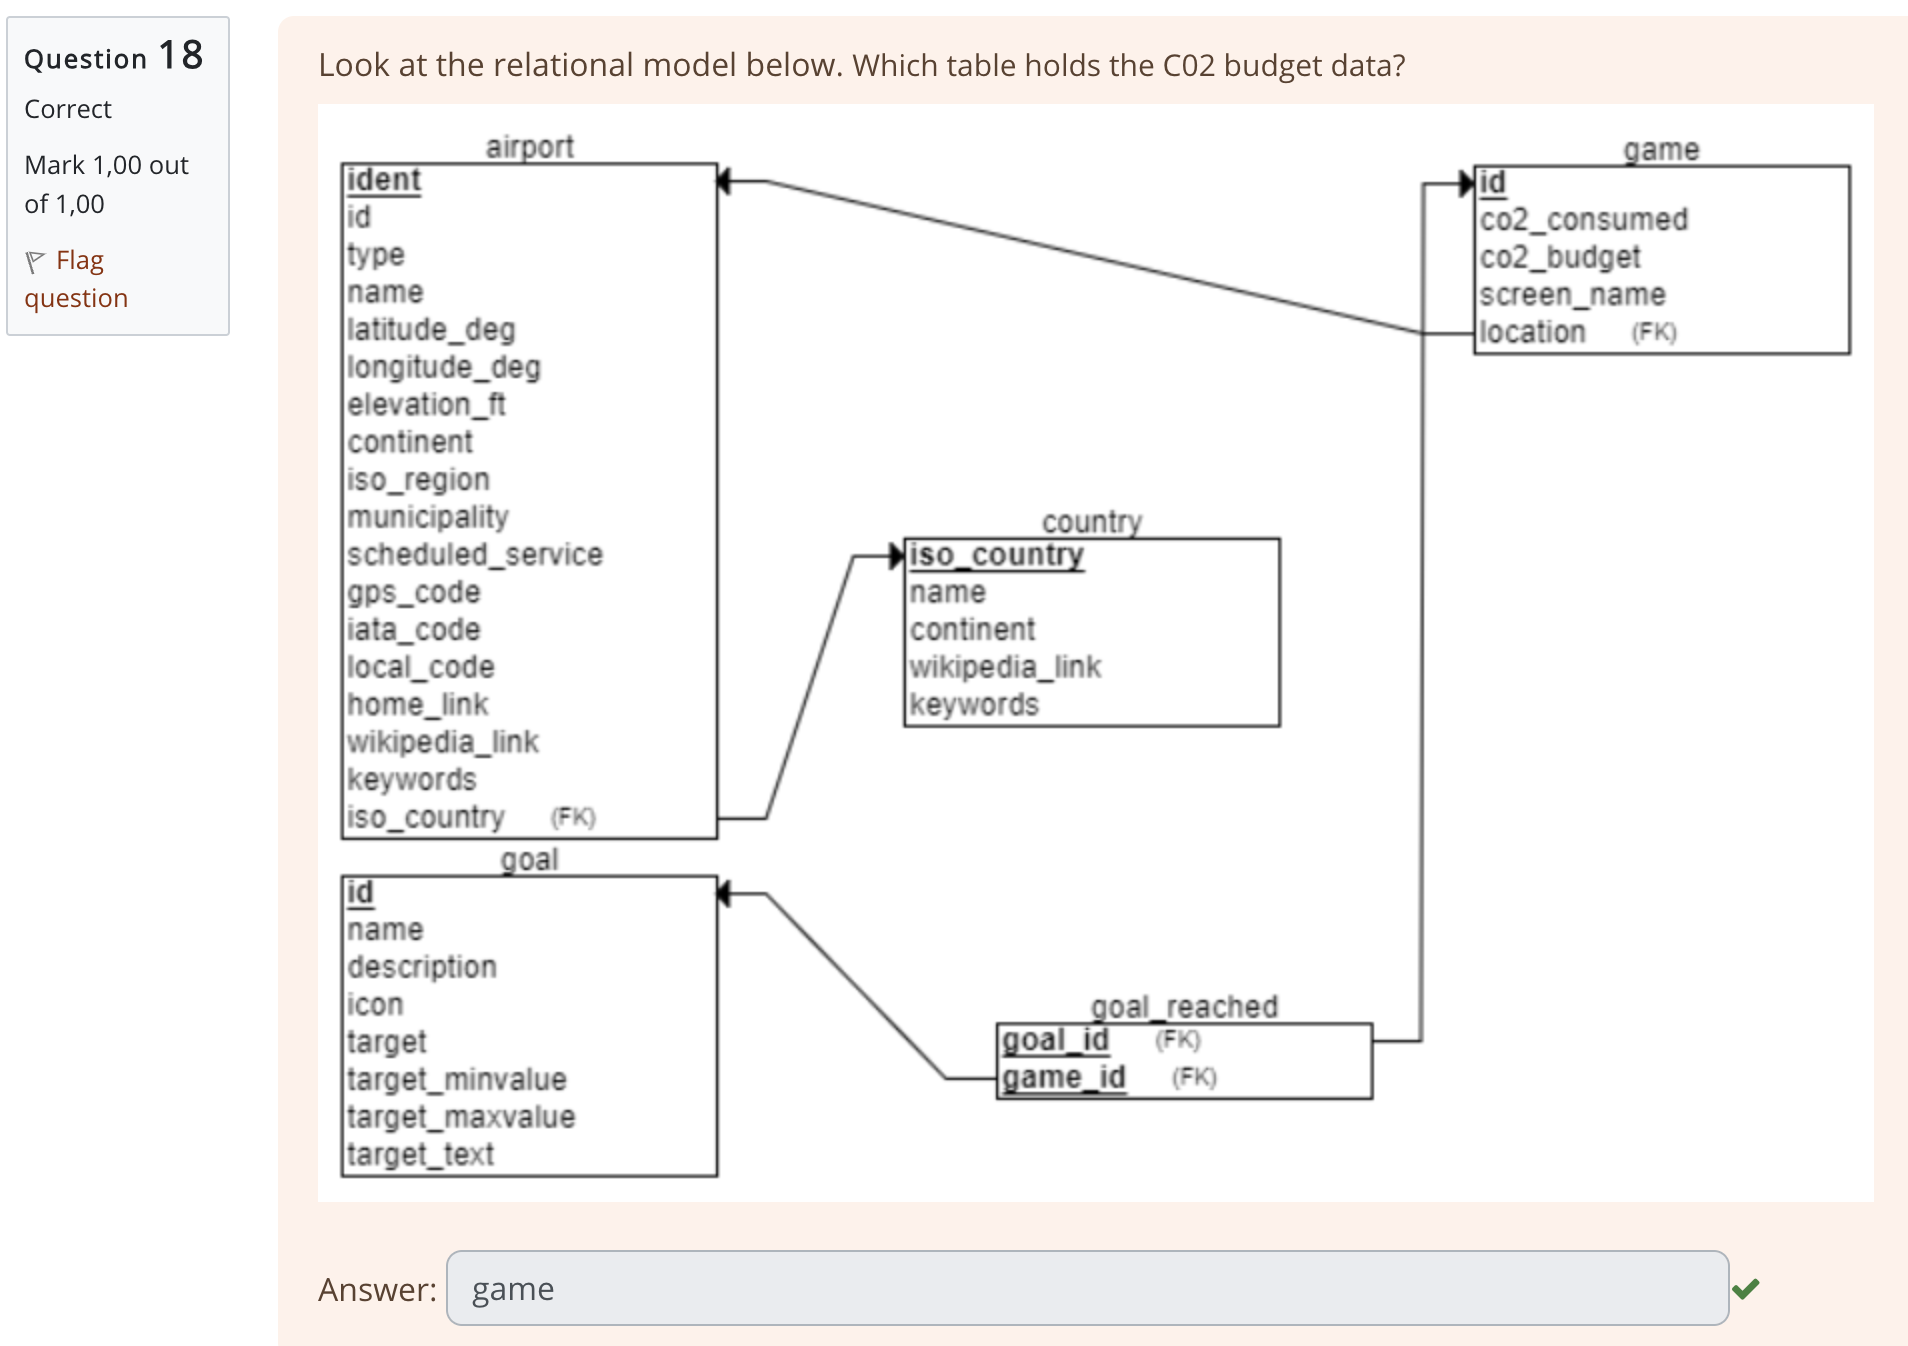 Question 18
Correct
Mark 1,00 out
of 1,00
Flag
question
Look at the relational model below. Which table holds the C02 budget data?
airport
ident
id
type
name
latitude_deg
longitude_deg
elevation_ft
continent
iso_region
municipality
scheduled_service
gps_code
iata_code
local_code
home_link
wikipedia_link
keywords
iso_country (FK)
game
id
co2_consumed
co2_budget
screen_name
location (FK)
country
iso_country
name
continent
wikipedia_link
keywords
goal
id
name
description
icon
target
target_minvalue
target_maxvalue
target_text
goal_reached
goal_id (FK)
game_id (FK)
Answer: game